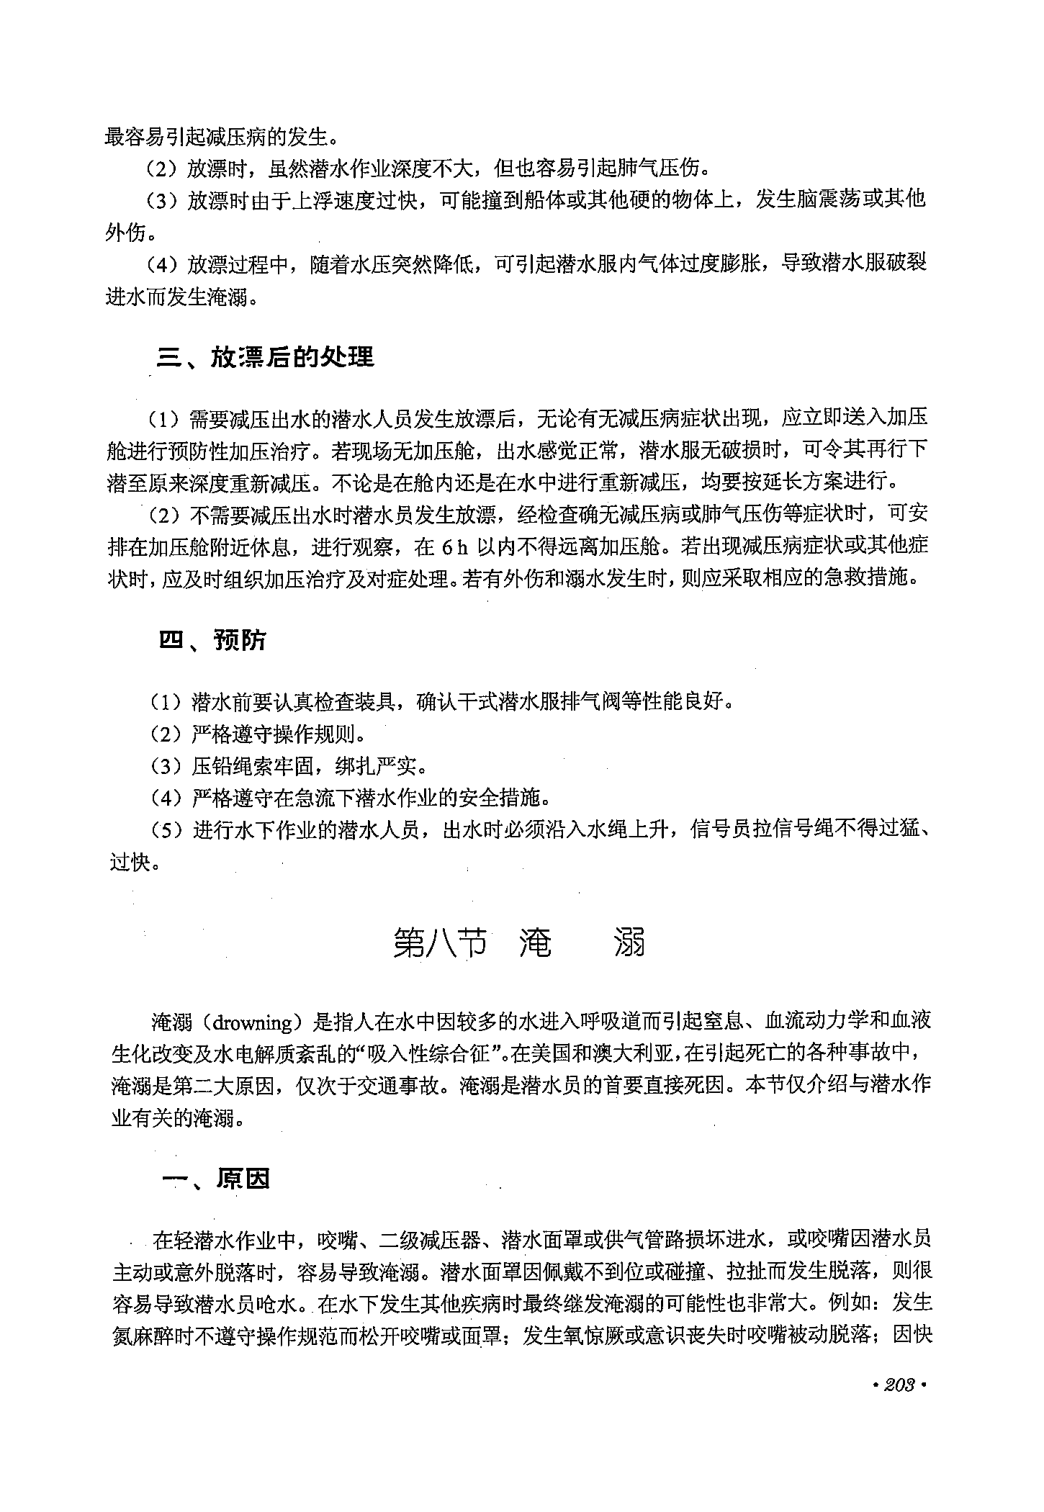 最容易引起减压病的发生。
（2）放漂时，虽然潜水作业深度不大，但也容易引起肺气压伤。
（3）放漂时由于上浮速度过快，可能撞到船体或其他硬的物体上，发生脑震荡或其他
外伤。
（4）放漂过程中，随着水压突然降低，可引起潜水服内气体过度膨胀，导致潜水服破裂
进水而发生淹溺。
三、放漂后的处理
（1）需要减压出水的潜水人员发生放漂后，无论有无减压病症状出现，应立即送入加压
舱进行预防性加压治疗。若现场无加压舱，出水感觉正常，潜水服无破损时，可令其再行下
潜至原来深度重新减压。不论是在舱内还是在水中进行重新减压，均要按延长方案进行。
（2）不需要减压出水时潜水员发生放漂，经检查确无减压病或肺气压伤等症状时，可安
排在加压舱附近休息，进行观察，在 6 h 以内不得远离加压舱。若出现减压病症状或其他症
状时，应及时组织加压治疗及对症处理。若有外伤和溺水发生时，则应采取相应的急救措施。
四、预防
（1）潜水前要认真检查装具，确认干式潜水服排气阀等性能良好。
（2）严格遵守操作规则。
（3）压铅绳索牢固，绑扎严实。
（4）严格遵守在急流下潜水作业的安全措施。
（5）进行水下作业的潜水人员，出水时必须沿入水绳上升，信号员拉信号绳不得过猛、
过快。
第八节 淹 溺
淹溺（drowning）是指人在水中因较多的水进入呼吸道而引起窒息、血流动力学和血液
生化改变及水电解质紊乱的“吸入性综合征”。在美国和澳大利亚，在引起死亡的各种事故中，
淹溺是第二大原因，仅次于交通事故。淹溺是潜水员的首要直接死因。本节仅介绍与潜水作
业有关的淹溺。
一、原因
在轻潜水作业中，咬嘴、二级减压器、潜水面罩或供气管路损坏进水，或咬嘴因潜水员
主动或意外脱落时，容易导致淹溺。潜水面罩因佩戴不到位或碰撞、拉扯而发生脱落，则很
容易导致潜水员呛水。在水下发生其他疾病时最终继发淹溺的可能性也非常大。例如：发生
氮麻醉时不遵守操作规范而松开咬嘴或面罩；发生氧惊厥或意识丧失时咬嘴被动脱落；因快
·203·